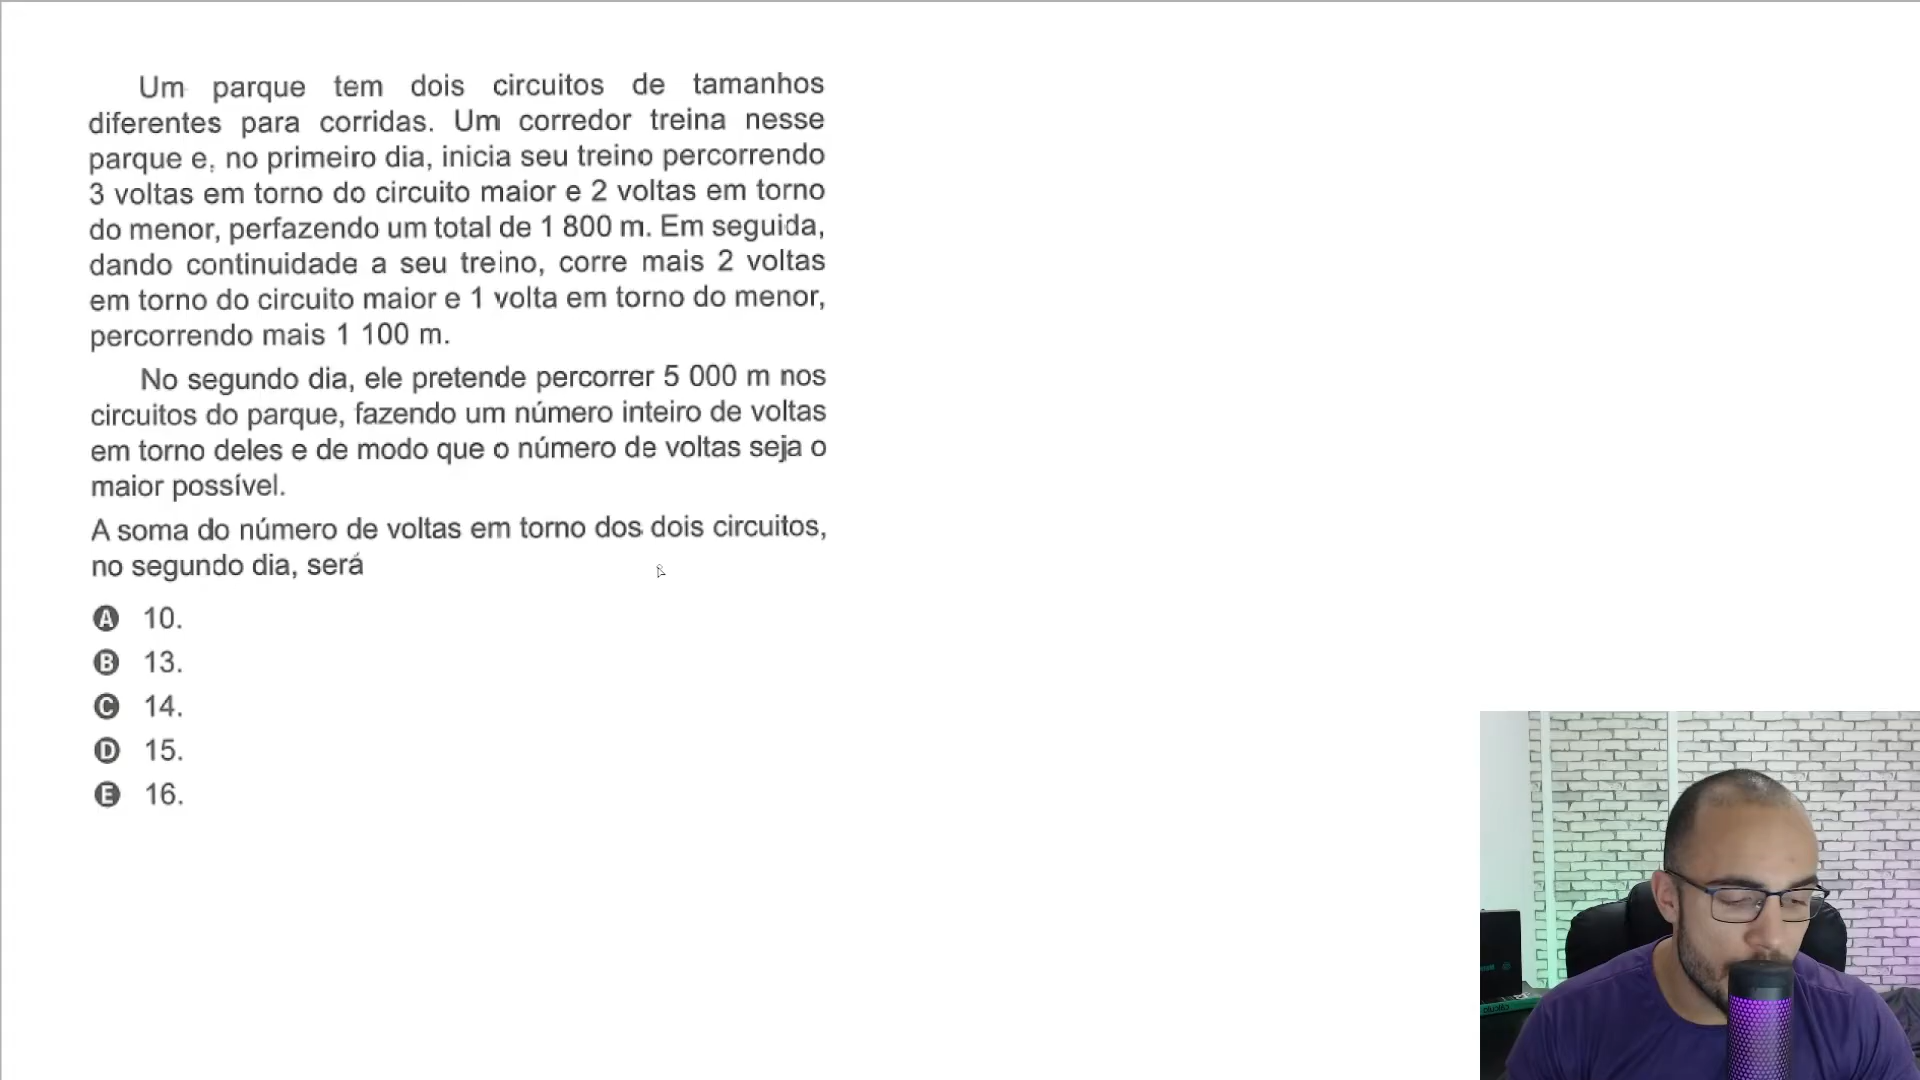 Um parque tem dois circuitos de tamanhos
diferentes para corridas. Um corredor treina nesse
parque e, no primeiro dia, inicia seu treino percorrendo
3 voltas em torno do circuito maior e 2 voltas em torno
do menor, perfazendo um total de 1 800 m. Em seguida,
dando continuidade a seu treino, corre mais 2 voltas
em torno do circuito maior e 1 volta em torno do menor,
percorrendo mais 1 100 m.
No segundo dia, ele pretende percorrer 5 000 m nos
circuitos do parque, fazendo um número inteiro de voltas
em torno deles e de modo que o número de voltas seja o
maior possível.
A soma do número de voltas em torno dos dois circuitos,
no segundo dia, será
A 10.
B 13.
C 14.
D 15.
E 16.